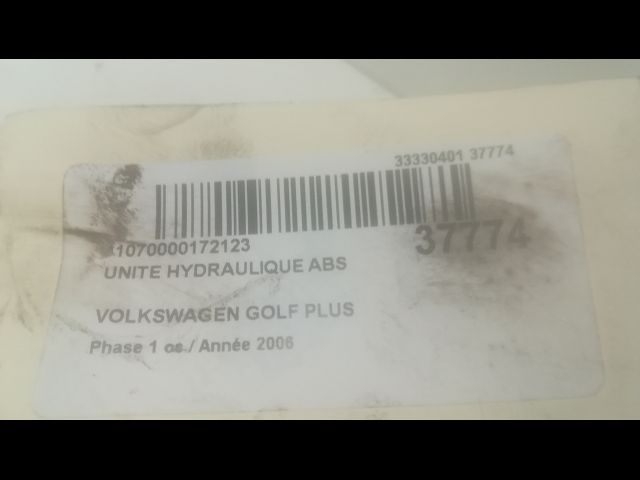 33330401 37774
1070000172123
37774
UNITE HYDRAULIQUE ABS
VOLKSWAGEN GOLF PLUS
Phase 1 os / Année 2006